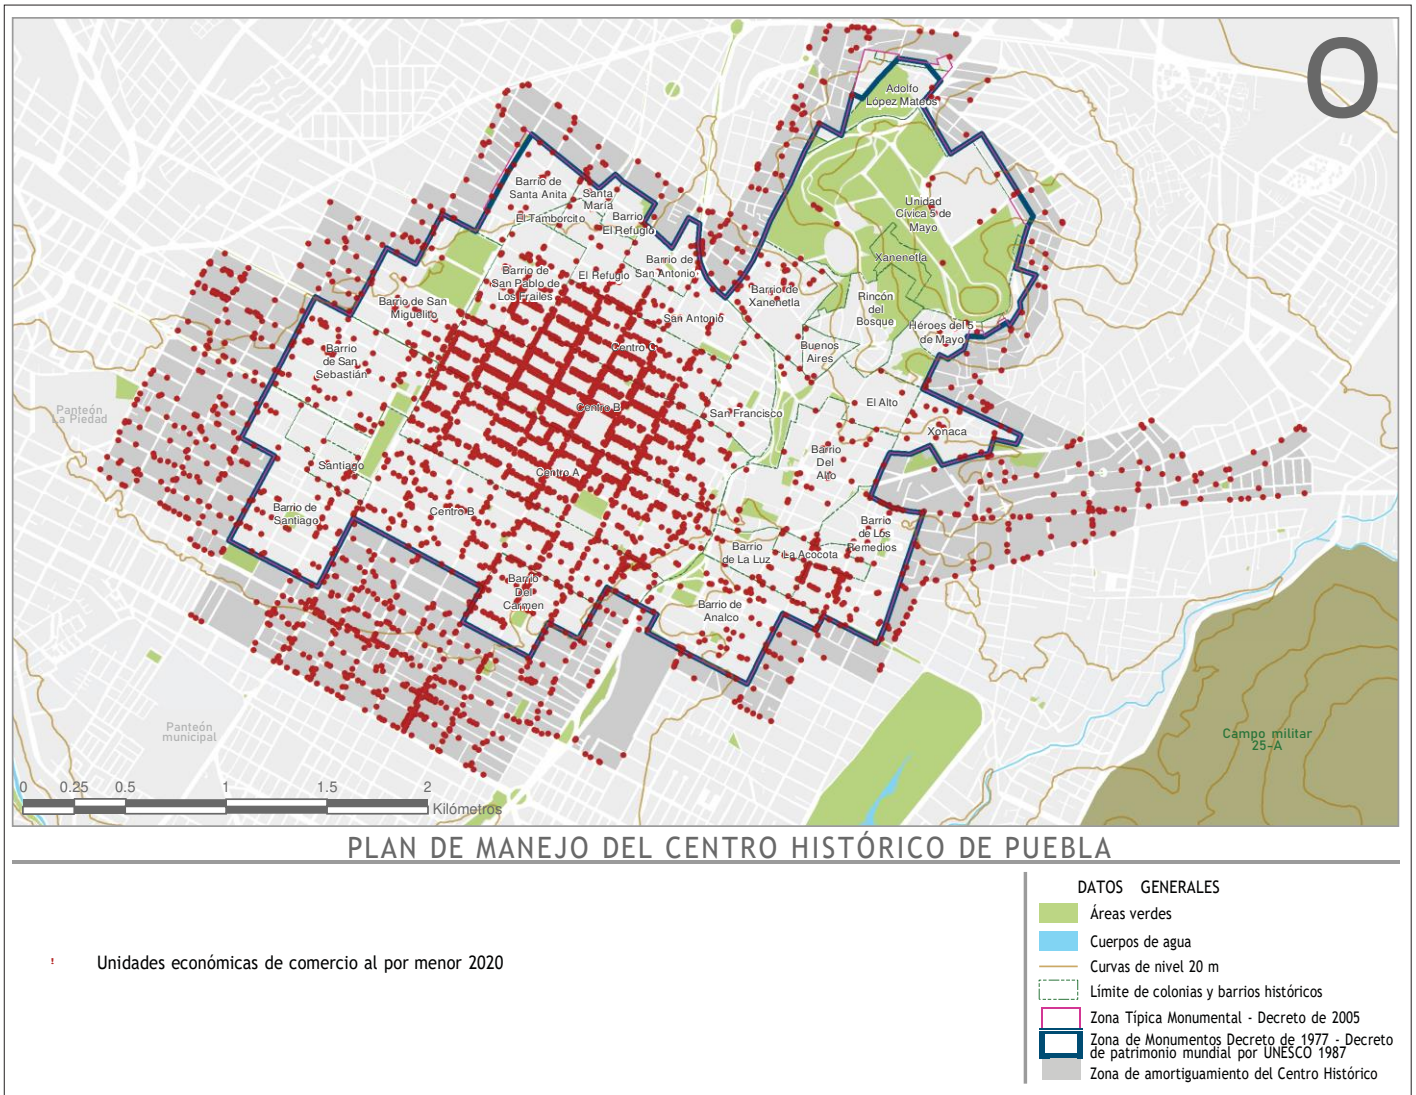 O
Adolfo
López Mateos
Barrio de
Santa Anita
Santa
María
El Tamborcito
Barrio
El Refugio
Unidad
Cívica 5 de
Mayo
Barrio de
San Antonio
Xanenetla
Barrio de
San Pablo de
Los Frailes
El Refugio
Barrio de
Xanenetla
Rincón
del
Bosque
Barrio de San
Miguelito
San Antonio
Héroes del 5
de Mayo
Barrio
de San
Sebastián
Centro C
Buenos
Aires
Panteón
La Piedad
Centro B
San Francisco
El Alto
Xonaca
Barrio
Del
Alto
Santiago
Centro A
Barrio de
Santiago
Centro B
Barrio
de Los
Remedios
Barrio
de La Luz
La Acocota
Barrio
Del
Carmen
Barrio de
Analco
Panteón
municipal
Campo militar
25-A
0 0.25 0.5 1 1.5 2
Kilómetros
PLAN DE MANEJO DEL CENTRO HISTÓRICO DE PUEBLA
! Unidades económicas de comercio al por menor 2020
DATOS GENERALES
Áreas verdes
Cuerpos de agua
Curvas de nivel 20 m
Límite de colonias y barrios históricos
Zona Típica Monumental - Decreto de 2005
Zona de Monumentos Decreto de 1977 - Decreto
de patrimonio mundial por UNESCO 1987
Zona de amortiguamiento del Centro Histórico